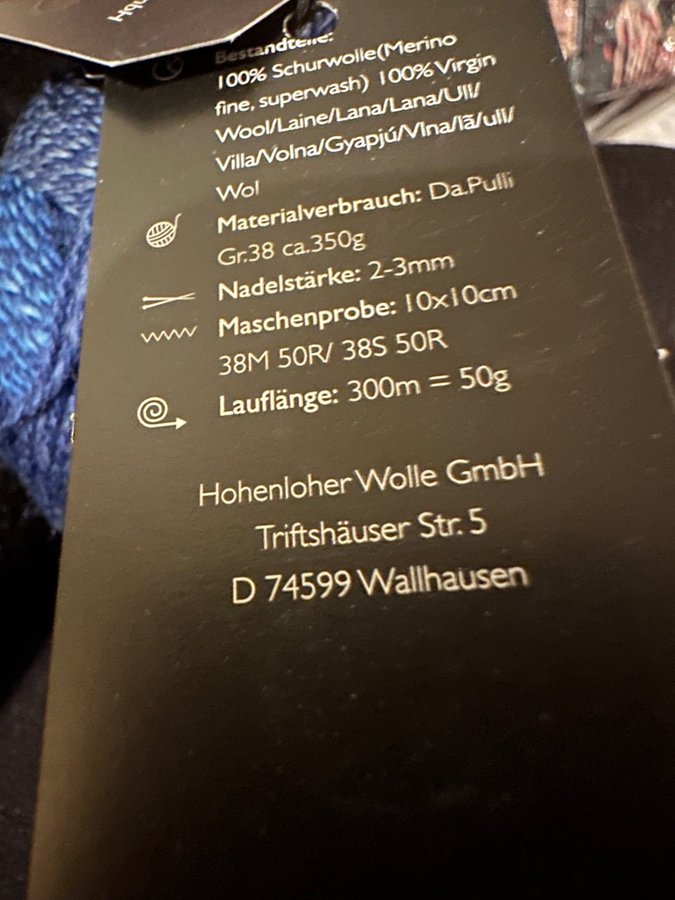 Bestandteile:
100% Schurwolle(Merino
fine, superwash) 100% Virgin
Wool/Laine/Lana/Lana/Ull/
Villa/Volna/Gyapjú/Vlna/lã/ull/
Wol
Materialverbrauch: Da.Pulli
Gr.38 ca.350g
Nadelstärke: 2-3mm
Maschenprobe: 10x10cm
38M 50R/ 38S 50R
Lauflänge: 300m = 50g
Hohenloher Wolle GmbH
Triftshäuser Str. 5
D 74599 Wallhausen